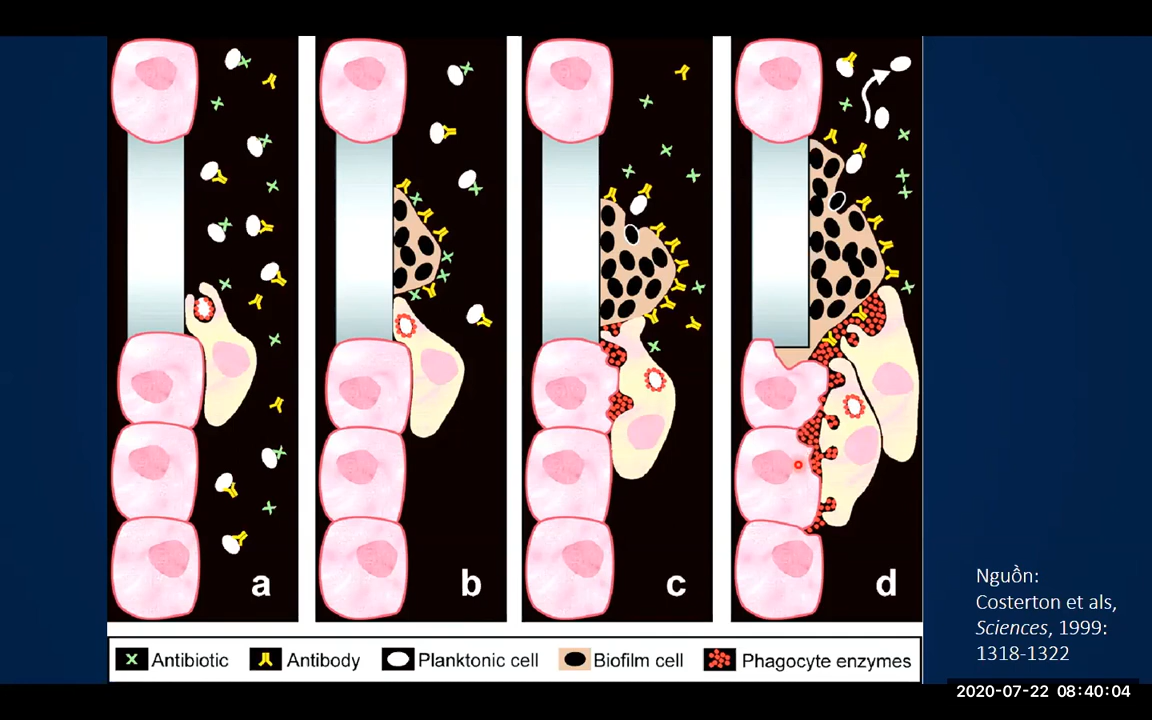 a
b
c
d
Antibiotic
Antibody
Planktonic cell
Biofilm cell
Phagocyte enzymes
Nguồn:
Costerton et als,
Sciences, 1999:
1318-1322
2020-07-22 08:40:04